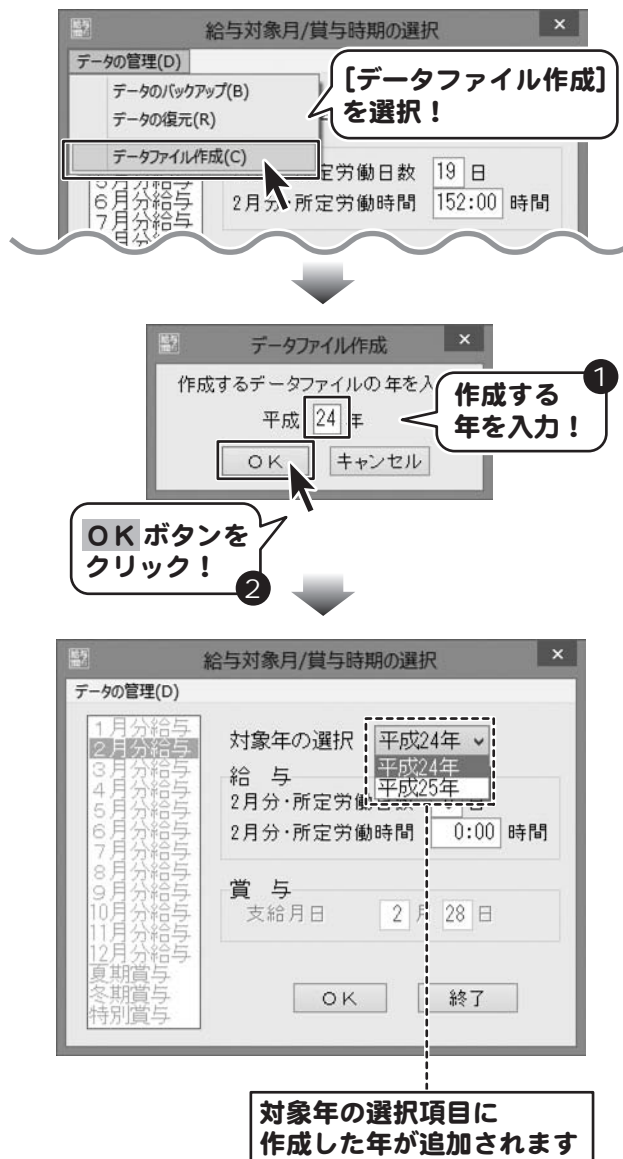 給与対象月/賞与時期の選択
×
データの管理(D)
データのバックアップ(B)
データの復元(R)
データファイル作成(C)
[データファイル作成]
を選択！
定労働日数 19 日
6月分給与
2月分・所定労働時間 152:00 時間
7月分給与
データファイル作成
×
作成するデータファイルの年を入
平成 24 年
OK キャンセル
1
作成する
年を入力！
OK ボタンを
クリック！
2
給与対象月/賞与時期の選択
×
データの管理(D)
1月分給与
2月分給与
3月分給与
4月分給与
5月分給与
6月分給与
7月分給与
8月分給与
9月分給与
10月分給与
11月分給与
12月分給与
夏期賞与
冬期賞与
特別賞与
対象年の選択 平成24年
平成24年
平成25年
給 与
2月分・所定労働 日
2月分・所定労働時間 0:00 時間
賞 与
支給月日 2 月 28 日
OK 終了
対象年の選択項目に
作成した年が追加されます